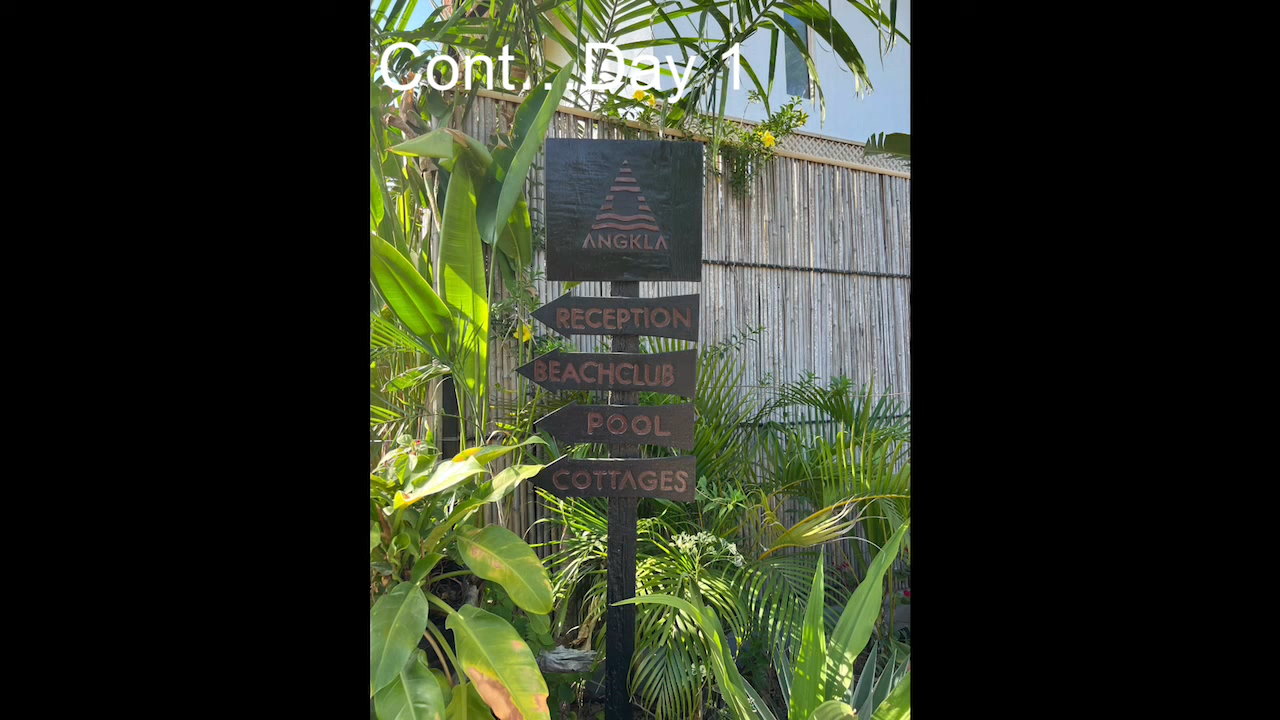 Cont... Day 1
ANGKLA
RECEPTION
BEACHCLUB
POOL
COTTAGES